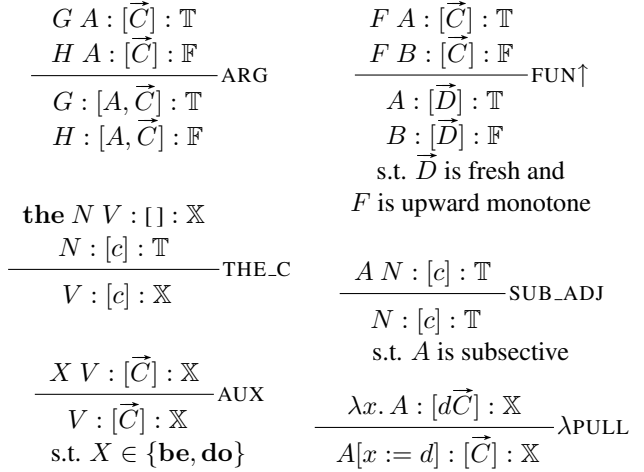 G A : [C⃗] : 𝕋
H A : [C⃗] : 𝔽
ARG
G : [A, C⃗] : 𝕋
H : [A, C⃗] : 𝔽
F A : [C⃗] : 𝕋
F B : [C⃗] : 𝔽
FUN↑
A : [D⃗] : 𝕋
B : [D⃗] : 𝔽
s.t. D⃗ is fresh and
F is upward monotone
the N V : [] : 𝕏
N : [c] : 𝕋
THE_C
V : [c] : 𝕏
A N : [c] : 𝕋
SUB_ADJ
N : [c] : 𝕋
s.t. A is subsective
X V : [C⃗] : 𝕏
AUX
V : [C⃗] : 𝕏
s.t. X ∈ {be, do}
λx. A : [dC⃗] : 𝕏
λPULL
A[x := d] : [C⃗] : 𝕏